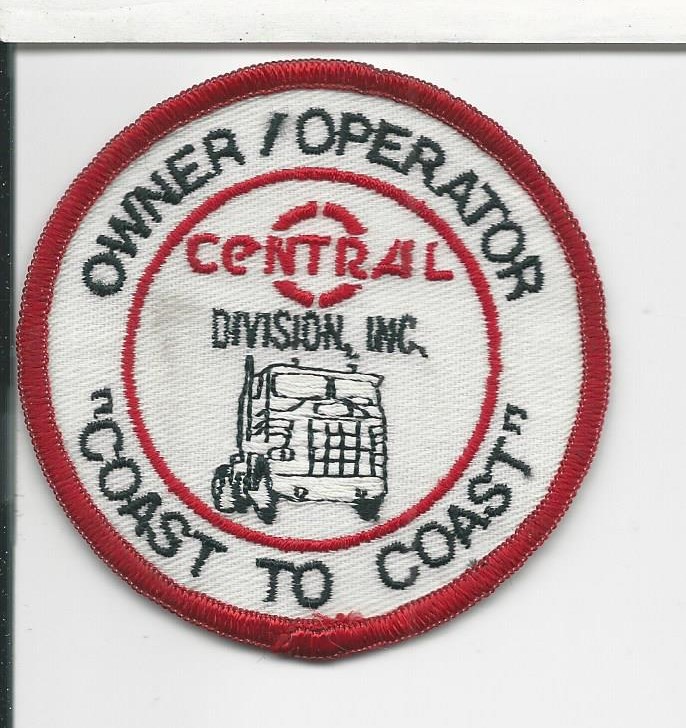 OWNER / OPERATOR
CeNTRAL
DIVISION, INC.
"COAST TO COAST"